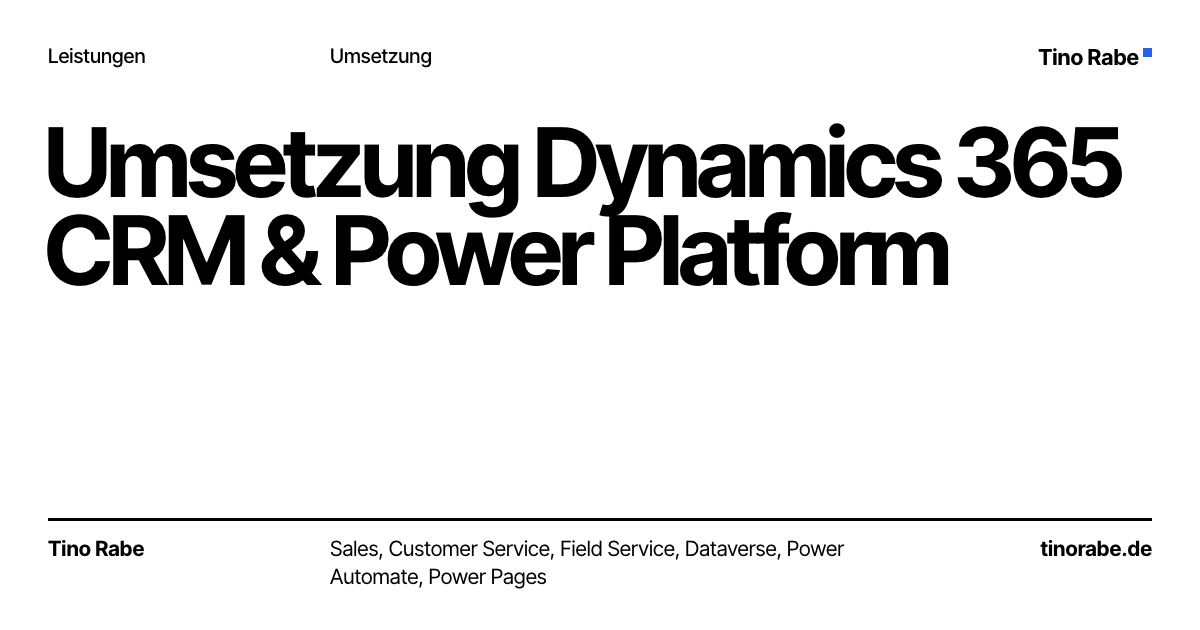 Leistungen
Umsetzung
Tino Rabe
Umsetzung Dynamics 365
CRM & Power Platform
Tino Rabe
Sales, Customer Service, Field Service, Dataverse, Power
Automate, Power Pages
tinorabe.de